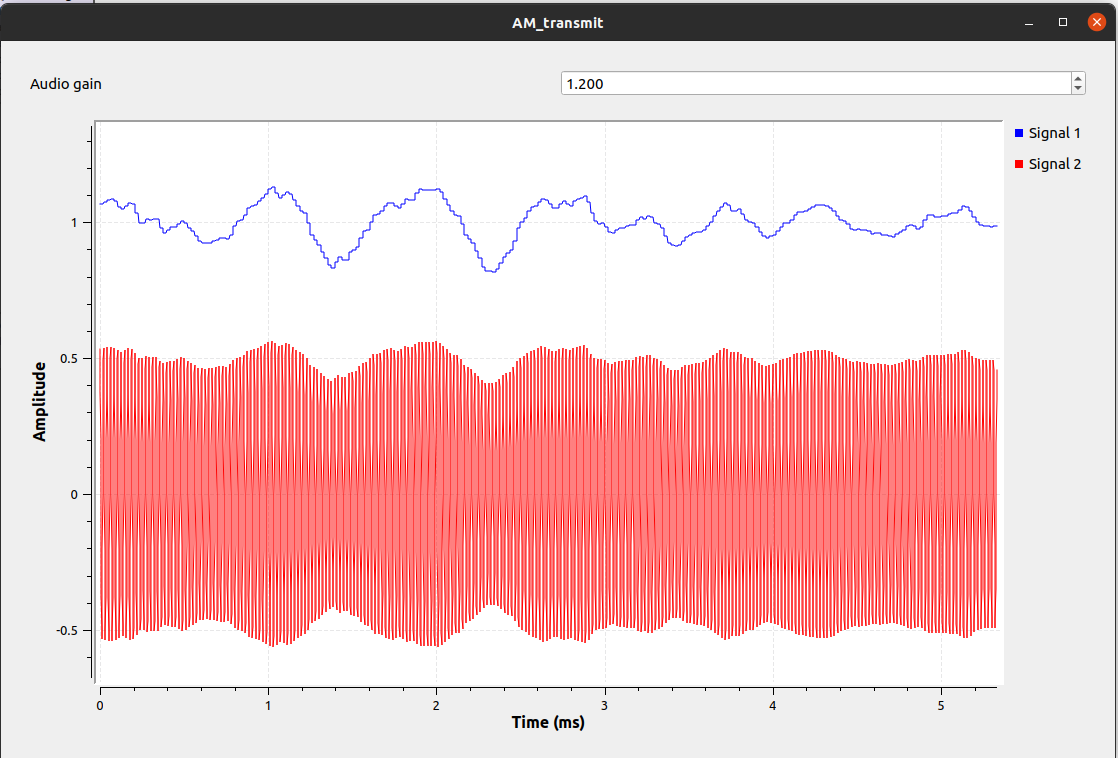 AM_transmit
Audio gain
1.200
Signal 1
Signal 2
1
0.5
0
-0.5
Amplitude
0 1 2 3 4 5
Time (ms)